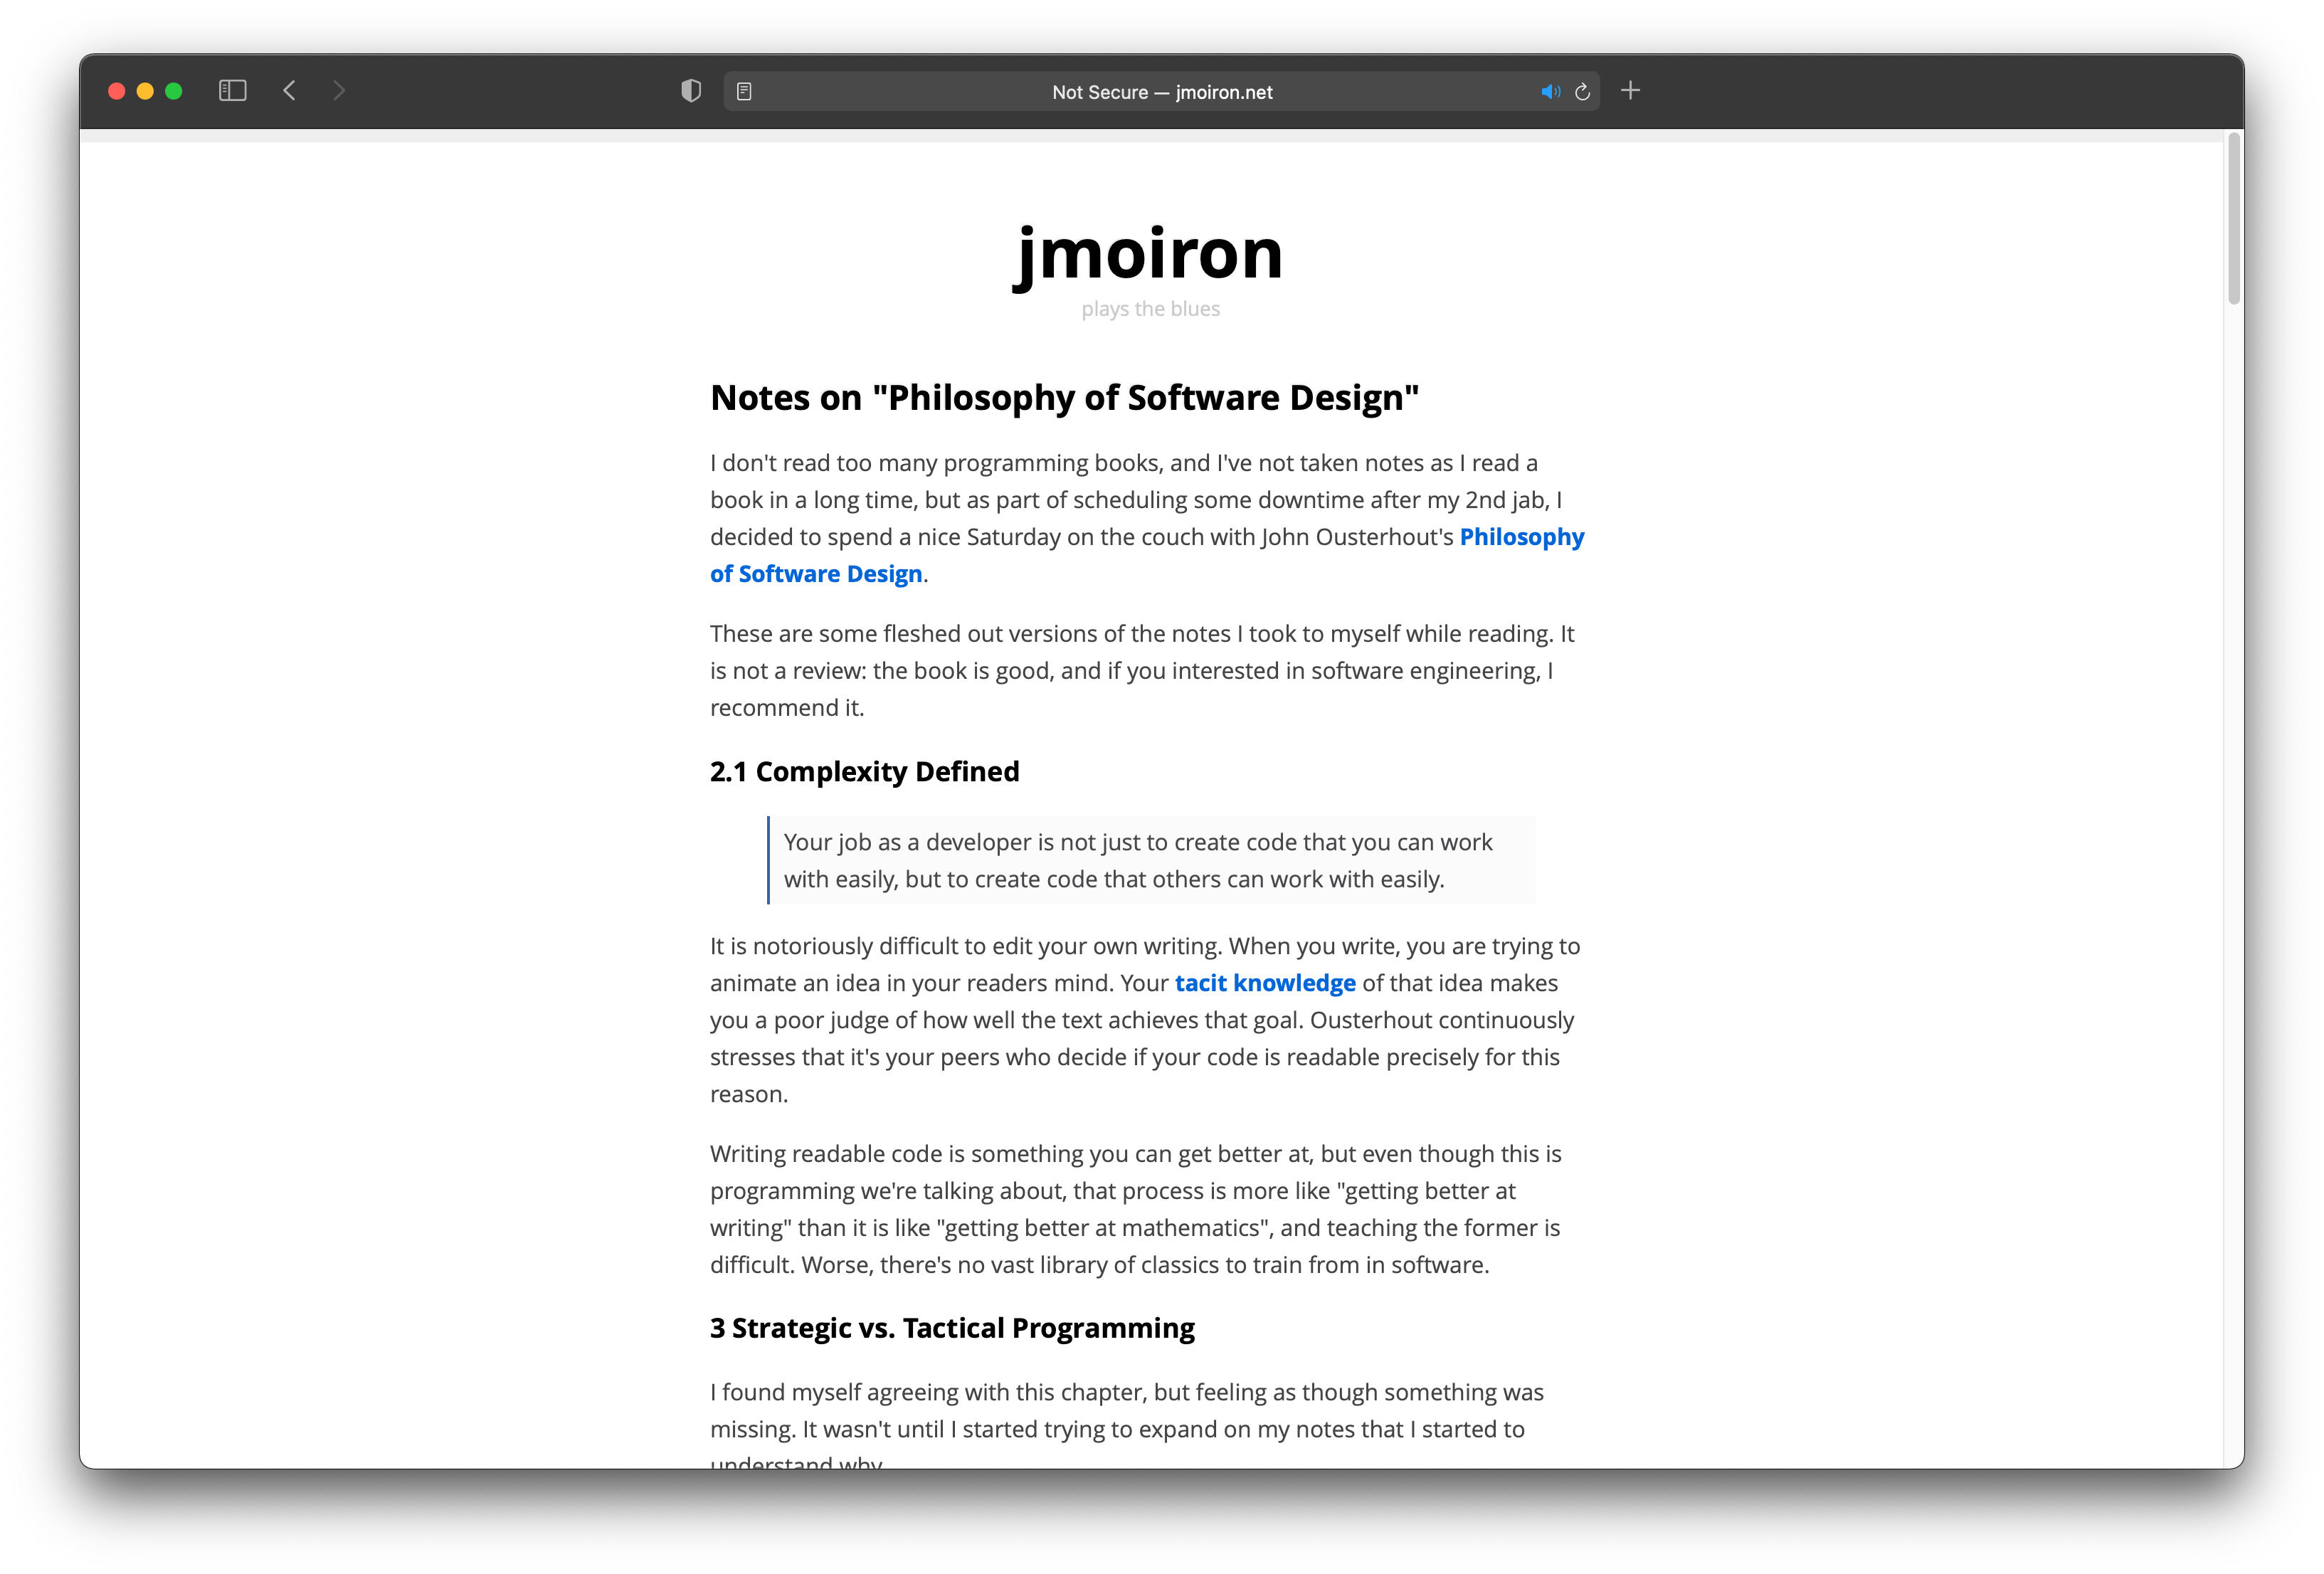 Not Secure — jmoiron.net
jmoiron
plays the blues
Notes on "Philosophy of Software Design"
I don't read too many programming books, and I've not taken notes as I read a
book in a long time, but as part of scheduling some downtime after my 2nd jab, I
decided to spend a nice Saturday on the couch with John Ousterhout's Philosophy
of Software Design.
These are some fleshed out versions of the notes I took to myself while reading. It
is not a review: the book is good, and if you interested in software engineering, I
recommend it.
2.1 Complexity Defined
Your job as a developer is not just to create code that you can work
with easily, but to create code that others can work with easily.
It is notoriously difficult to edit your own writing. When you write, you are trying to
animate an idea in your readers mind. Your tacit knowledge of that idea makes
you a poor judge of how well the text achieves that goal. Ousterhout continuously
stresses that it's your peers who decide if your code is readable precisely for this
reason.
Writing readable code is something you can get better at, but even though this is
programming we're talking about, that process is more like "getting better at
writing" than it is like "getting better at mathematics", and teaching the former is
difficult. Worse, there's no vast library of classics to train from in software.
3 Strategic vs. Tactical Programming
I found myself agreeing with this chapter, but feeling as though something was
missing. It wasn't until I started trying to expand on my notes that I started to
understand why